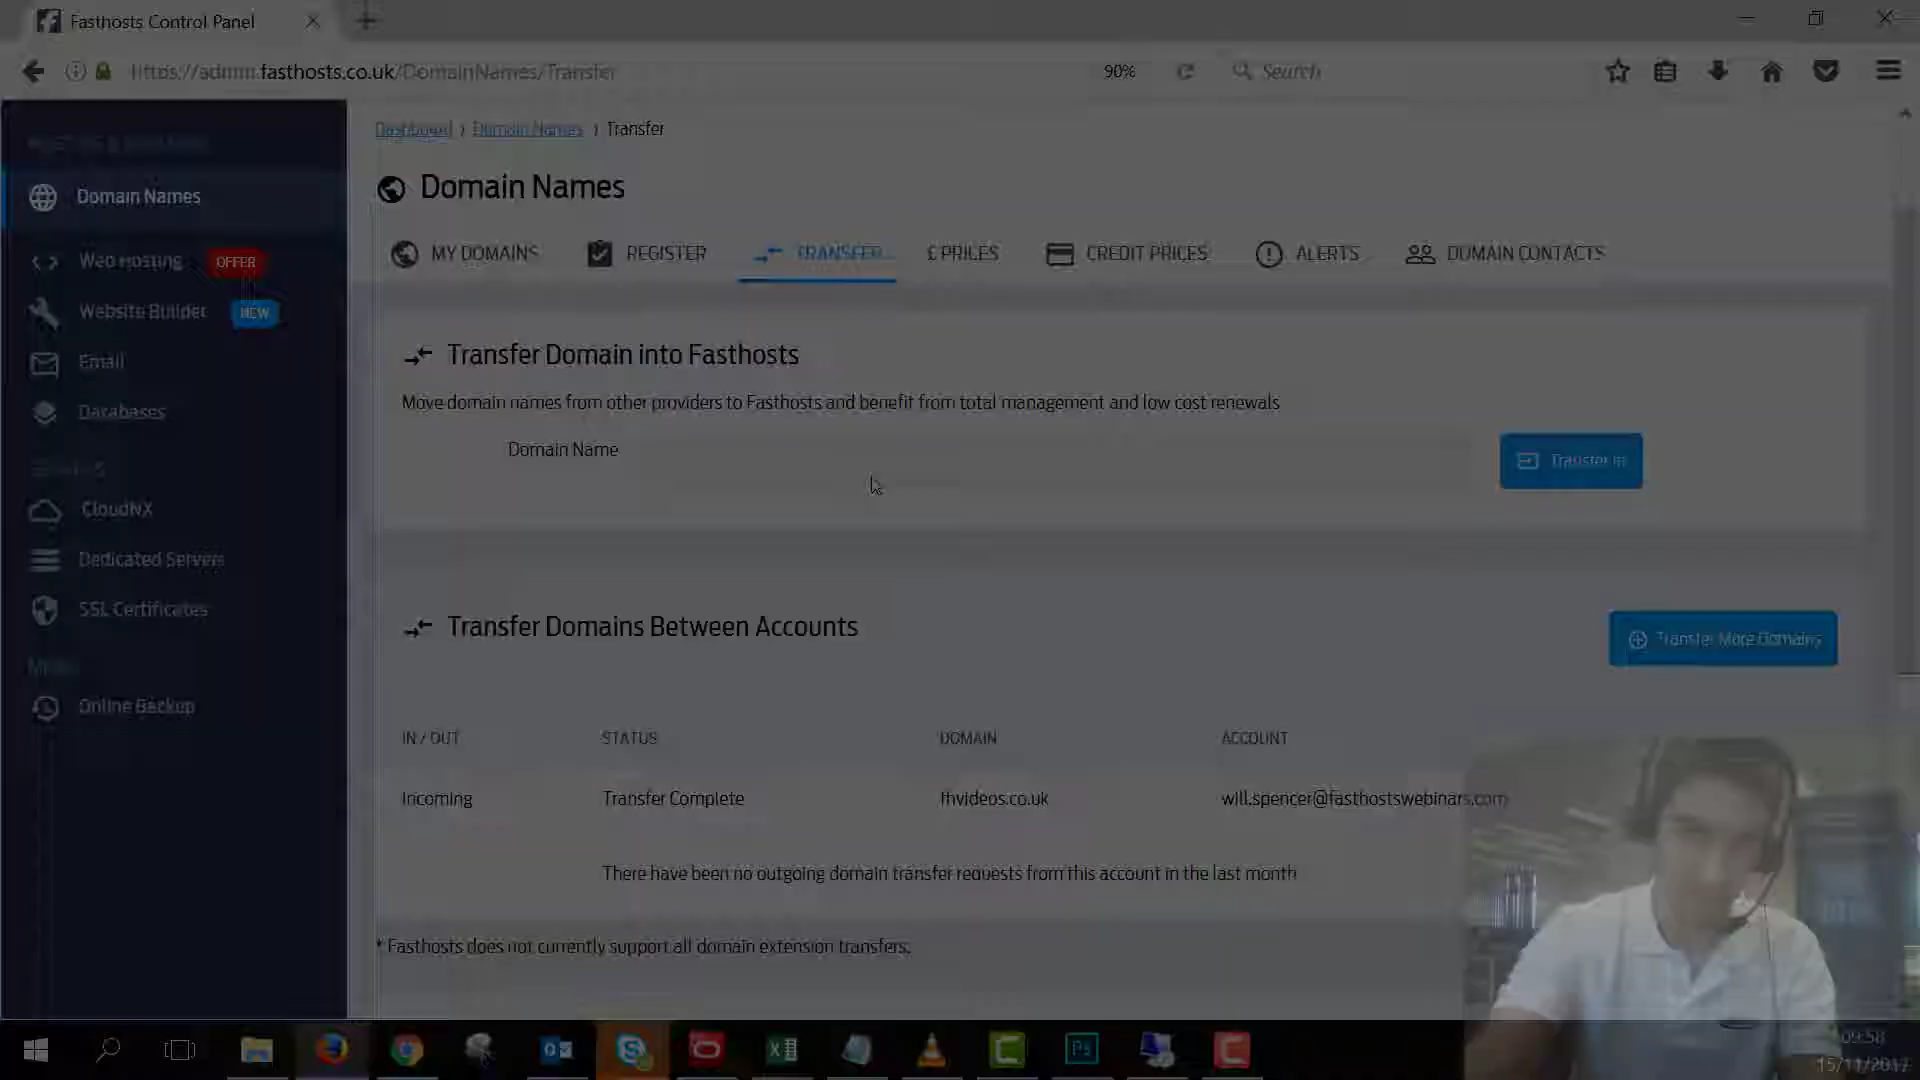 Fasthosts Control Panel
https://admin.fasthosts.co.uk/DomainNames/Transfer
90%
Search
Dashboard
Domain Names
Transfer
Domain Names
Domain Names
MY DOMAINS
REGISTER
TRANSFER
£ PRICES
CREDIT PRICES
ALERTS
DOMAIN CONTACTS
Web Hosting
OFFER
Website Builder
NEW
Email
Databases
CloudNX
Dedicated Servers
SSL Certificates
Online Backup
Transfer Domain into Fasthosts
Move domain names from other providers to Fasthosts and benefit from total management and low cost renewals
Domain Name
Transfer In
Transfer Domains Between Accounts
Transfer More Domains
IN / OUT
STATUS
DOMAIN
ACCOUNT
Incoming
Transfer Complete
fhvideos.co.uk
will.spencer@fasthostswebinars.com
There have been no outgoing domain transfer requests from this account in the last month
* Fasthosts does not currently support all domain extension transfers.
09:58
15/11/2017